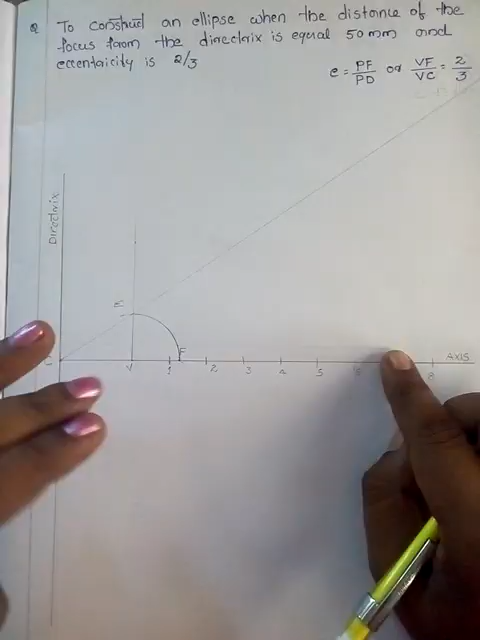 Q To construct an ellipse when the distance of the
focus from the directrix is equal 50mm and
eccentricity is 2/3
e = PF/PD or VF/VC = 2/3
Directrix
E
F
C V 1 2 3 4 5 6 8 AXIS